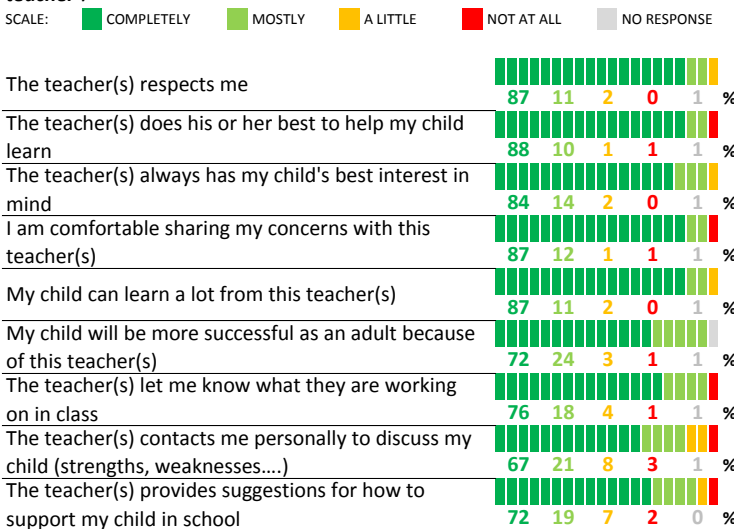 teacher?
SCALE: COMPLETELY MOSTLY A LITTLE NOT AT ALL NO RESPONSE
The teacher(s) respects me
87 11 2 0 1 %
The teacher(s) does his or her best to help my child
learn
88 10 1 1 1 %
The teacher(s) always has my child's best interest in
mind
84 14 2 0 1 %
I am comfortable sharing my concerns with this
teacher(s)
87 12 1 1 1 %
My child can learn a lot from this teacher(s)
87 11 2 0 1 %
My child will be more successful as an adult because
of this teacher(s)
72 24 3 1 1 %
The teacher(s) let me know what they are working
on in class
76 18 4 1 1 %
The teacher(s) contacts me personally to discuss my
child (strengths, weaknesses....)
67 21 8 3 1 %
The teacher(s) provides suggestions for how to
support my child in school
72 19 7 2 0 %